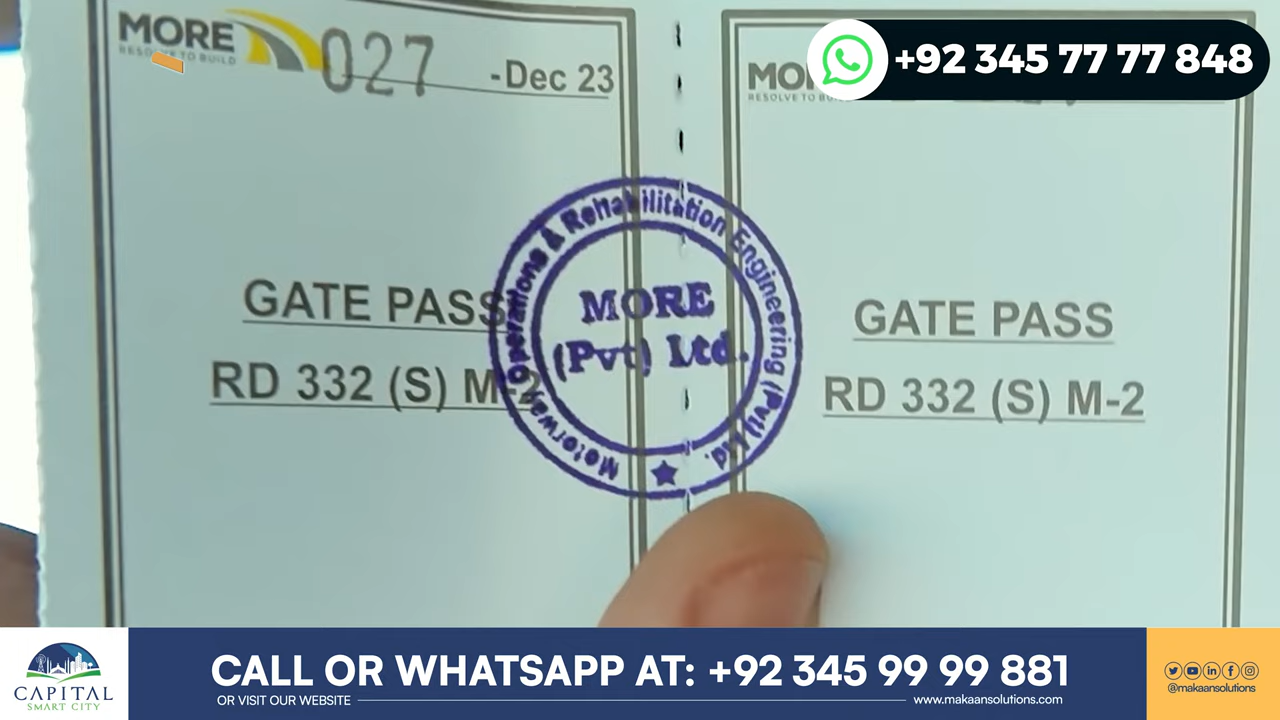 MORE
RESOLVE TO BUILD
027
-Dec 23
GATE PASS
RD 332 (S) M-2
MORE
RESOLVE TO
GATE PASS
RD 332 (S) M-2
Motorway Operations & Rehabilitation Engineering (Pvt) Ltd.
MORE
(Pvt) Ltd.
+92 345 77 77 848
CAPITAL
SMART CITY
CALL OR WHATSAPP AT: +92 345 99 99 881
OR VISIT OUR WEBSITE
www.makaansolutions.com
@makaansolutions